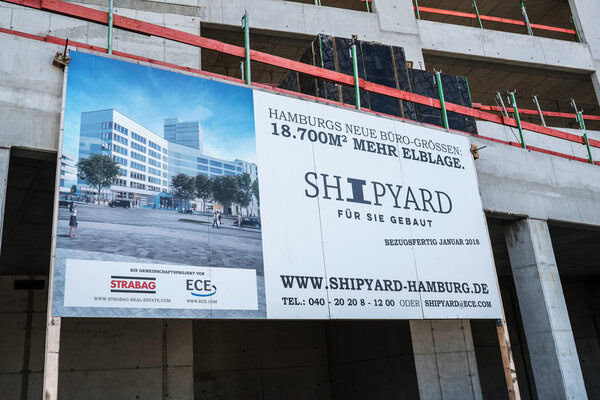 HAMBURGS NEUE BÜRO-GRÖSSEN:
18.700M² MEHR ELBLAGE.
SHIPYARD
FÜR SIE GEBAUT
BEZUGSFERTIG JANUAR 2018
EIN GEMEINSCHAFTSPROJEKT VON
STRABAG
WWW.STRABAG-REAL-ESTATE.COM
ECE
WWW.ECE.COM
WWW.SHIPYARD-HAMBURG.DE
TEL.: 040 - 20 20 8 - 12 00 ODER SHIPYARD@ECE.COM